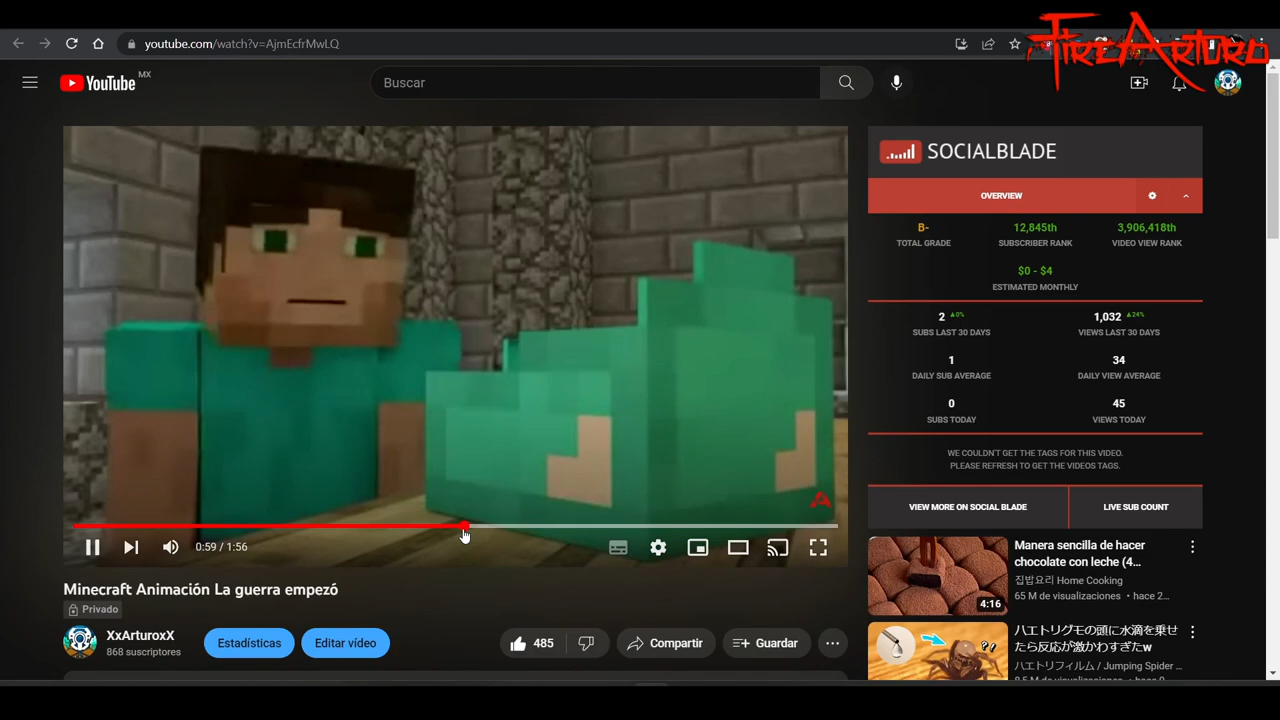 FireArturo
youtube.com/watch?v=AjmEcfrMwLQ
YouTube MX
Buscar
SOCIALBLADE
OVERVIEW
B-
TOTAL GRADE
12,845th
SUBSCRIBER RANK
3,906,418th
VIDEO VIEW RANK
$0 - $4
ESTIMATED MONTHLY
2 ▲0%
SUBS LAST 30 DAYS
1,032 ▲24%
VIEWS LAST 30 DAYS
1
DAILY SUB AVERAGE
34
DAILY VIEW AVERAGE
0
SUBS TODAY
45
VIEWS TODAY
WE COULDN'T GET THE TAGS FOR THIS VIDEO.
PLEASE REFRESH TO GET THE VIDEOS TAGS.
VIEW MORE ON SOCIAL BLADE
LIVE SUB COUNT
0:59 / 1:56
Minecraft Animación La guerra empezó
Privado
XxArturoxX
868 suscriptores
Estadísticas
Editar vídeo
485
Compartir
Guardar
Manera sencilla de hacer
chocolate con leche (4...
집밥요리 Home Cooking
65 M de visualizaciones • hace 2...
4:16
ハエトリグモの頭に水滴を乗せ
たら反応が激かわすぎたw
ハエトリフィルム / Jumping Spider ...